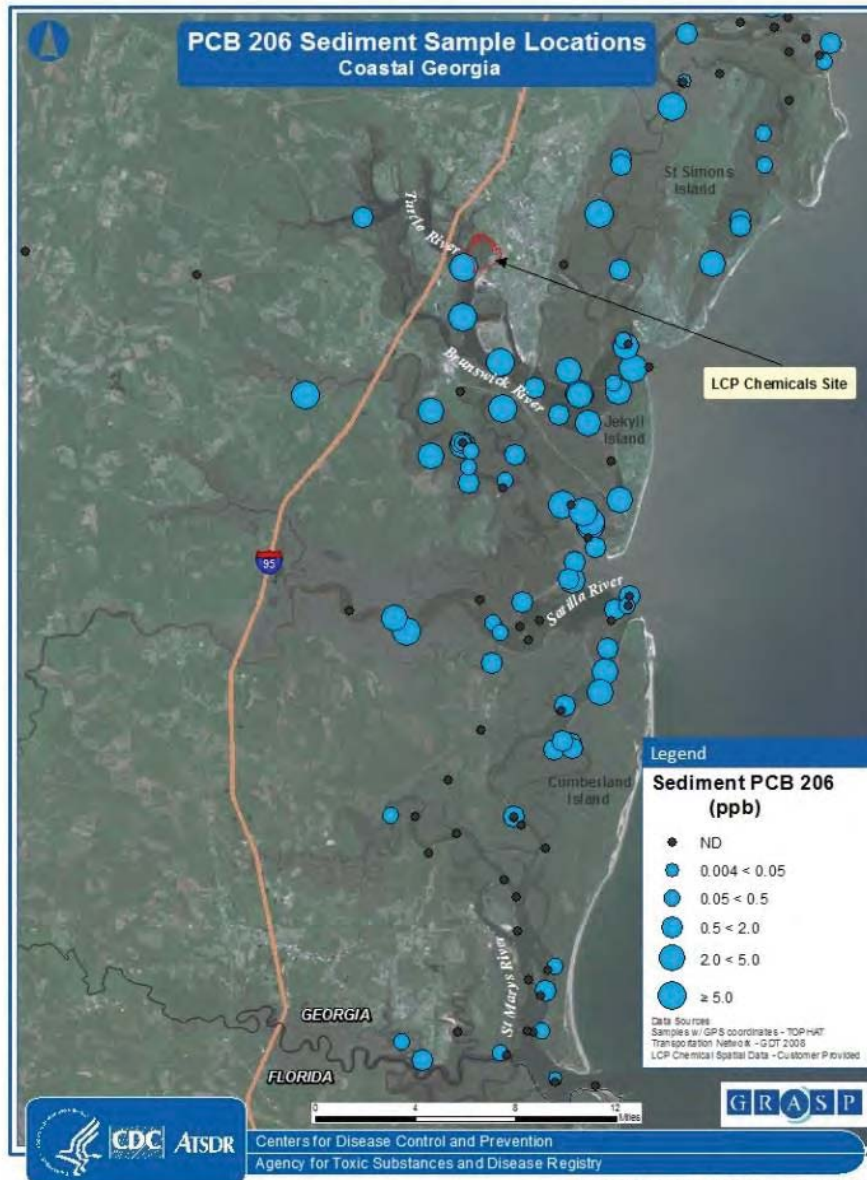 PCB 206 Sediment Sample Locations
Coastal Georgia
St Simons
Island
Turtle River
LCP Chemicals Site
Brunswick River
Jekyll
Island
95
Satilla River
Cumberland
Island
Legend
Sediment PCB 206
(ppb)
ND
0.004 < 0.05
0.05 < 0.5
0.5 < 2.0
2.0 < 5.0
≥ 5.0
Data Sources
Samples w/ GPS coordinates - TOPHAT
Transportation Network - GDT 2008
LCP Chemical Spatial Data - Customer Provided
St Marys River
GEORGIA
FLORIDA
0 4 8 12
Miles
GRASP
CDC ATSDR
Centers for Disease Control and Prevention
Agency for Toxic Substances and Disease Registry